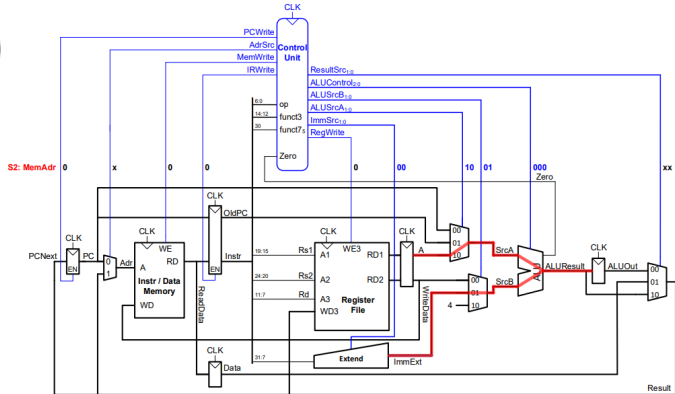 CLK
PCWrite
AdrSrc
MemWrite
IRWrite
Control
Unit
ResultSrc1:0
ALUControl2:0
ALUSrcB1:0
ALUSrcA1:0
ImmSrc1:0
RegWrite
6:0 op
14:12 funct3
30 funct75
Zero
S2: MemAdr 0 x 0 0 0 00 10 01 000 xx
Zero
CLK
CLK
CLK
CLK
CLK
CLK
OldPC
PCNext
PC
EN
0
1
Adr
A
WE
RD
Instr / Data
Memory
WD
EN
Instr
ReadData
19:15 Rs1 A1
24:20 Rs2 A2
11:7 Rd A3
WD3
WE3
RD1
RD2
Register
File
A
WriteData
00
01
10
SrcA
00
01
10
4
SrcB
ALU
ALUResult
ALUOut
00
01
10
31:7
Extend
ImmExt
CLK
Data
Result